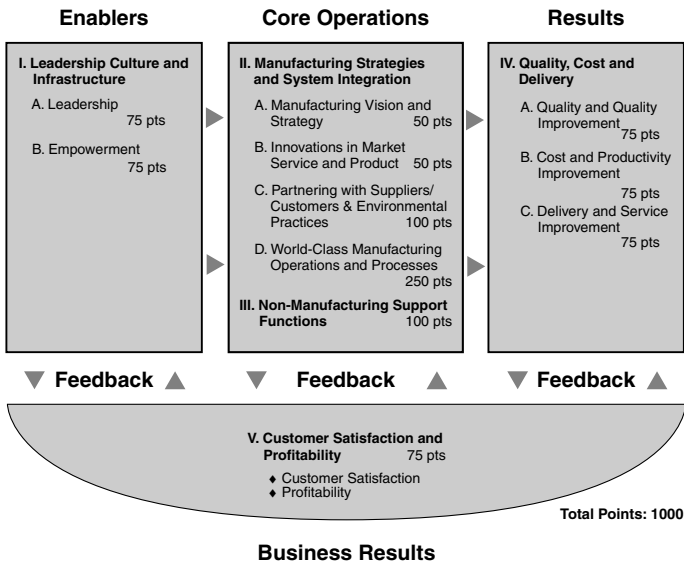 Enablers
Core Operations
Results
I. Leadership Culture and
Infrastructure
A. Leadership
75 pts
B. Empowerment
75 pts
II. Manufacturing Strategies
and System Integration
A. Manufacturing Vision and
Strategy 50 pts
B. Innovations in Market
Service and Product 50 pts
C. Partnering with Suppliers/
Customers & Environmental
Practices 100 pts
D. World-Class Manufacturing
Operations and Processes
250 pts
III. Non-Manufacturing Support
Functions 100 pts
IV. Quality, Cost and
Delivery
A. Quality and Quality
Improvement
75 pts
B. Cost and Productivity
Improvement
75 pts
C. Delivery and Service
Improvement
75 pts
Feedback
Feedback
Feedback
V. Customer Satisfaction and
Profitability 75 pts
♦ Customer Satisfaction
♦ Profitability
Total Points: 1000
Business Results